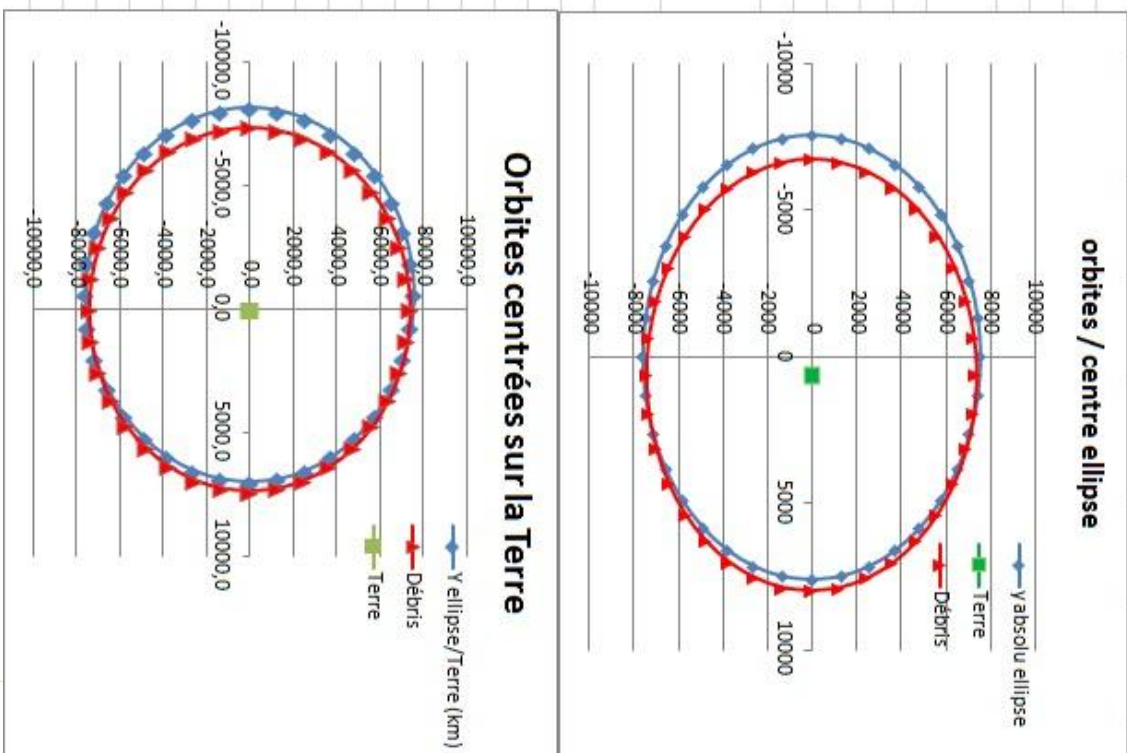 orbites / centre ellipse
10000
8000
6000
4000
2000
0
-2000
-4000
-6000
-8000
-10000
-10000 -5000 0 5000 10000
y absolu ellipse
Terre
Débris
Orbites centrées sur la Terre
10000,0
8000,0
6000,0
4000,0
2000,0
0,0
-2000,0
-4000,0
-6000,0
-8000,0
-10000,0
-10000,0 -5000,0 0,0 5000,0 10000,0
Y ellipse/Terre (km)
Débris
Terre